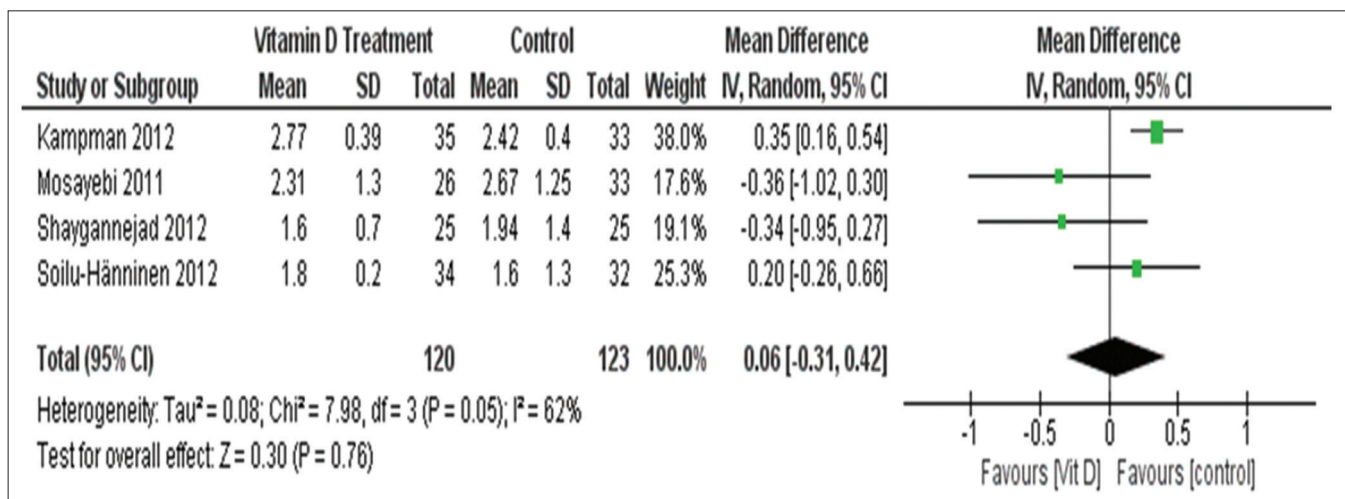 Vitamin D Treatment Control Mean Difference Mean Difference
Study or Subgroup Mean SD Total Mean SD Total Weight IV, Random, 95% CI IV, Random, 95% CI
Kampman 2012 2.77 0.39 35 2.42 0.4 33 38.0% 0.35 [0.16, 0.54]
Mosayebi 2011 2.31 1.3 26 2.67 1.25 33 17.6% -0.36 [-1.02, 0.30]
Shaygannejad 2012 1.6 0.7 25 1.94 1.4 25 19.1% -0.34 [-0.95, 0.27]
Soilu-Hänninen 2012 1.8 0.2 34 1.6 1.3 32 25.3% 0.20 [-0.26, 0.66]
Total (95% CI) 120 123 100.0% 0.06 [-0.31, 0.42]
Heterogeneity: Tau² = 0.08; Chi² = 7.98, df = 3 (P = 0.05); I² = 62%
Test for overall effect: Z = 0.30 (P = 0.76)
-1 -0.5 0 0.5 1
Favours [Vit D] Favours [control]